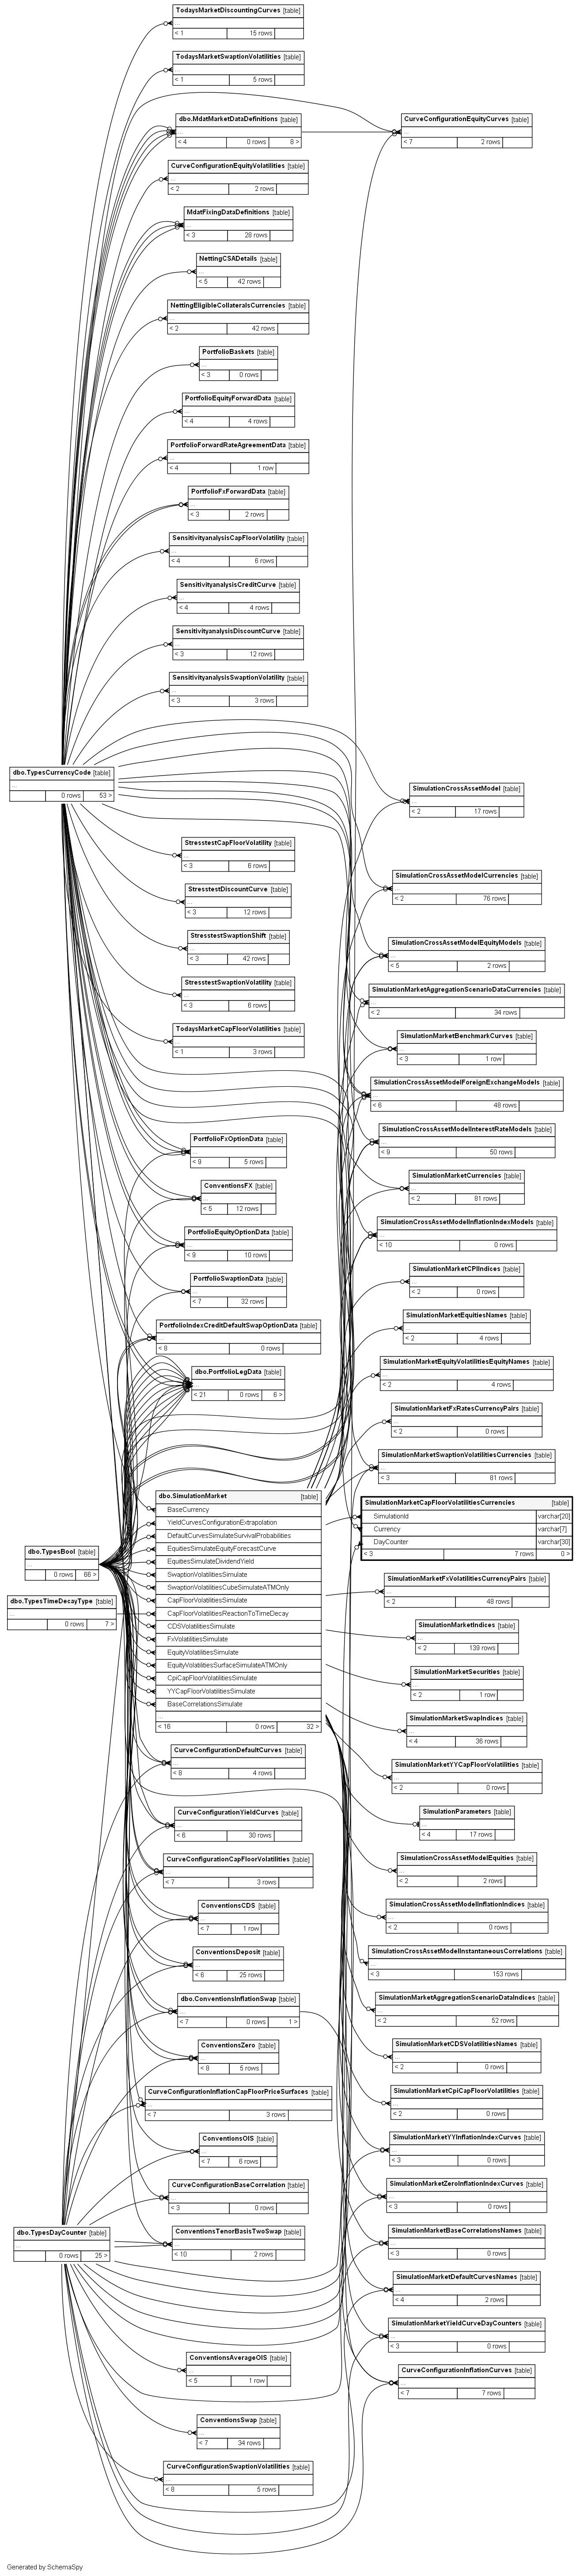 TodaysMarketDiscountingCurves [table]
...
< 1 15 rows
TodaysMarketSwaptionVolatilities [table]
...
< 1 5 rows
dbo.MdatMarketDataDefinitions [table]
...
< 4 0 rows 8 >
CurveConfigurationEquityCurves [table]
...
< 7 2 rows
CurveConfigurationEquityVolatilities [table]
...
< 2 2 rows
MdatFixingDataDefinitions [table]
...
< 3 28 rows
NettingCSADetails [table]
...
< 5 42 rows
NettingEligibleCollateralsCurrencies [table]
...
< 2 42 rows
PortfolioBaskets [table]
...
< 3 0 rows
PortfolioEquityForwardData [table]
...
< 4 4 rows
PortfolioForwardRateAgreementData [table]
...
< 4 1 row
PortfolioFxForwardData [table]
...
< 3 2 rows
SensitivityanalysisCapFloorVolatility [table]
...
< 4 6 rows
SensitivityanalysisCreditCurve [table]
...
< 4 4 rows
SensitivityanalysisDiscountCurve [table]
...
< 3 12 rows
SensitivityanalysisSwaptionVolatility [table]
...
< 3 3 rows
dbo.TypesCurrencyCode [table]
...
0 rows 53 >
SimulationCrossAssetModel [table]
...
< 2 17 rows
StresstestCapFloorVolatility [table]
...
< 3 6 rows
SimulationCrossAssetModelCurrencies [table]
...
< 2 76 rows
StresstestDiscountCurve [table]
...
< 3 12 rows
StresstestSwaptionShift [table]
...
< 3 42 rows
SimulationCrossAssetModelEquityModels [table]
...
< 5 2 rows
StresstestSwaptionVolatility [table]
...
< 3 6 rows
SimulationMarketAggregationScenarioDataCurrencies [table]
...
< 2 34 rows
TodaysMarketCapFloorVolatilities [table]
...
< 1 3 rows
SimulationMarketBenchmarkCurves [table]
...
< 3 1 row
SimulationCrossAssetModelForeignExchangeModels [table]
...
< 6 48 rows
PortfolioFxOptionData [table]
...
< 9 5 rows
SimulationCrossAssetModelInterestRateModels [table]
...
< 9 50 rows
ConventionsFX [table]
...
< 5 12 rows
SimulationMarketCurrencies [table]
...
< 2 81 rows
PortfolioEquityOptionData [table]
...
< 9 10 rows
SimulationCrossAssetModelInflationIndexModels [table]
...
< 10 0 rows
PortfolioSwaptionData [table]
...
< 7 32 rows
SimulationMarketCPIIndices [table]
...
< 2 0 rows
PortfolioIndexCreditDefaultSwapOptionData [table]
...
< 8 0 rows
SimulationMarketEquitiesNames [table]
...
< 2 4 rows
dbo.PortfolioLegData [table]
...
< 21 0 rows 6 >
SimulationMarketEquityVolatilitiesEquityNames [table]
...
< 2 4 rows
SimulationMarketFxRatesCurrencyPairs [table]
...
< 2 0 rows
SimulationMarketSwaptionVolatilitiesCurrencies [table]
...
< 3 81 rows
dbo.SimulationMarket [table]
BaseCurrency
YieldCurvesConfigurationExtrapolation
DefaultCurvesSimulateSurvivalProbabilities
EquitiesSimulateEquityForecastCurve
EquitiesSimulateDividendYield
SwaptionVolatilitiesSimulate
SwaptionVolatilitiesCubeSimulateATMOnly
CapFloorVolatilitiesSimulate
CapFloorVolatilitiesReactionToTimeDecay
CDSVolatilitiesSimulate
FxVolatilitiesSimulate
EquityVolatilitiesSimulate
EquityVolatilitiesSurfaceSimulateATMOnly
CpiCapFloorVolatilitiesSimulate
YYCapFloorVolatilitiesSimulate
BaseCorrelationsSimulate
...
< 16 0 rows 32 >
SimulationMarketCapFloorVolatilitiesCurrencies [table]
SimulationId varchar[20]
Currency varchar[7]
DayCounter varchar[30]
< 3 7 rows 0 >
dbo.TypesBool [table]
...
0 rows 66 >
dbo.TypesTimeDecayType [table]
...
0 rows 7 >
SimulationMarketFxVolatilitiesCurrencyPairs [table]
...
< 2 48 rows
SimulationMarketIndices [table]
...
< 2 139 rows
SimulationMarketSecurities [table]
...
< 2 1 row
SimulationMarketSwapIndices [table]
...
< 4 36 rows
CurveConfigurationDefaultCurves [table]
...
< 8 4 rows
SimulationMarketYYCapFloorVolatilities [table]
...
< 2 0 rows
CurveConfigurationYieldCurves [table]
...
< 6 30 rows
SimulationParameters [table]
...
< 4 17 rows
CurveConfigurationCapFloorVolatilities [table]
...
< 7 3 rows
SimulationCrossAssetModelEquities [table]
...
< 2 2 rows
ConventionsCDS [table]
...
< 7 1 row
SimulationCrossAssetModelInflationIndices [table]
...
< 2 0 rows
ConventionsDeposit [table]
...
< 6 25 rows
SimulationCrossAssetModelInstantaneousCorrelations [table]
...
< 3 153 rows
dbo.ConventionsInflationSwap [table]
...
< 7 0 rows 1 >
SimulationMarketAggregationScenarioDataIndices [table]
...
< 2 52 rows
ConventionsZero [table]
...
< 8 5 rows
SimulationMarketCDSVolatilitiesNames [table]
...
< 2 0 rows
CurveConfigurationInflationCapFloorPriceSurfaces [table]
...
< 7 3 rows
SimulationMarketCpiCapFloorVolatilities [table]
...
< 2 0 rows
ConventionsOIS [table]
...
< 7 6 rows
SimulationMarketYYInflationIndexCurves [table]
...
< 3 0 rows
CurveConfigurationBaseCorrelation [table]
...
< 3 0 rows
SimulationMarketZeroInflationIndexCurves [table]
...
< 3 0 rows
dbo.TypesDayCounter [table]
...
0 rows 25 >
ConventionsTenorBasisTwoSwap [table]
...
< 10 2 rows
SimulationMarketBaseCorrelationsNames [table]
...
< 3 0 rows
SimulationMarketDefaultCurvesNames [table]
...
< 4 2 rows
SimulationMarketYieldCurveDayCounters [table]
...
< 3 0 rows
ConventionsAverageOIS [table]
...
< 5 1 row
CurveConfigurationInflationCurves [table]
...
< 7 7 rows
ConventionsSwap [table]
...
< 7 34 rows
CurveConfigurationSwaptionVolatilities [table]
...
< 8 5 rows
Generated by SchemaSpy